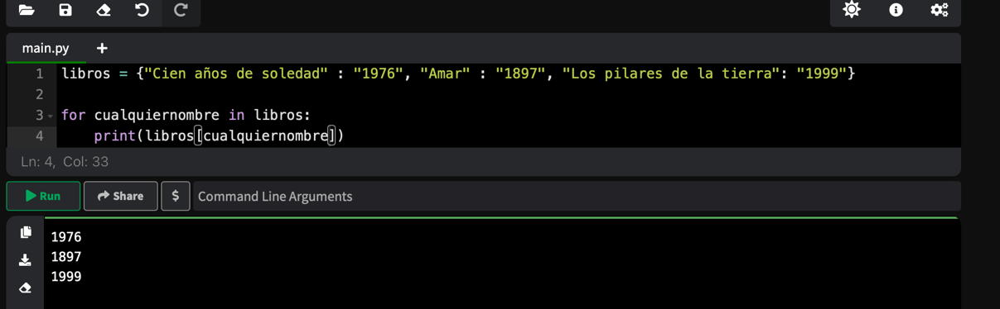 main.py +
1 libros = {"Cien años de soledad" : "1976", "Amar" : "1897", "Los pilares de la tierra": "1999"}
2
3 for cualquiernombre in libros:
4 print(libros[cualquiernombre])
Ln: 4, Col: 33
Run Share $ Command Line Arguments
1976
1897
1999